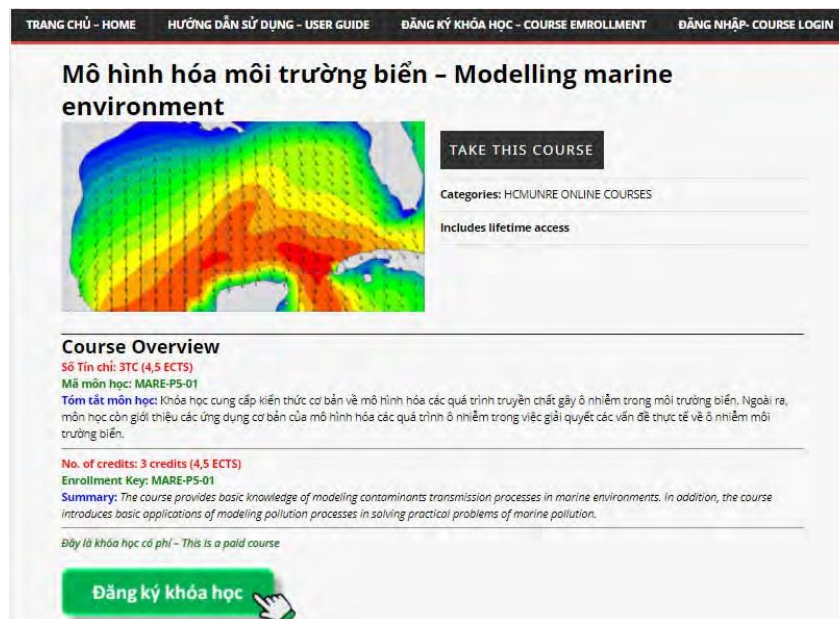 TRANG CHỦ – HOME HƯỚNG DẪN SỬ DỤNG – USER GUIDE ĐĂNG KÝ KHÓA HỌC – COURSE EMROLLMENT ĐĂNG NHẬP- COURSE LOGIN
Mô hình hóa môi trường biển – Modelling marine
environment
TAKE THIS COURSE
Categories: HCMUNRE ONLINE COURSES
Includes lifetime access
Course Overview
Số Tín chỉ: 3TC (4,5 ECTS)
Mã môn học: MARE-P5-01
Tóm tắt môn học: Khóa học cung cấp kiến thức cơ bản về mô hình hóa các quá trình truyền chất gây ô nhiễm trong môi trường biển. Ngoài ra,
môn học còn giới thiệu các ứng dụng cơ bản của mô hình hóa các quá trình ô nhiễm trong việc giải quyết các vấn đề thực tế về ô nhiễm môi
trường biển.
No. of credits: 3 credits (4,5 ECTS)
Enrollment Key: MARE-P5-01
Summary: The course provides basic knowledge of modeling contaminants transmission processes in marine environments. In addition, the course
introduces basic applications of modeling pollution processes in solving practical problems of marine pollution.
Đây là khóa học có phí – This is a paid course
Đăng ký khóa học